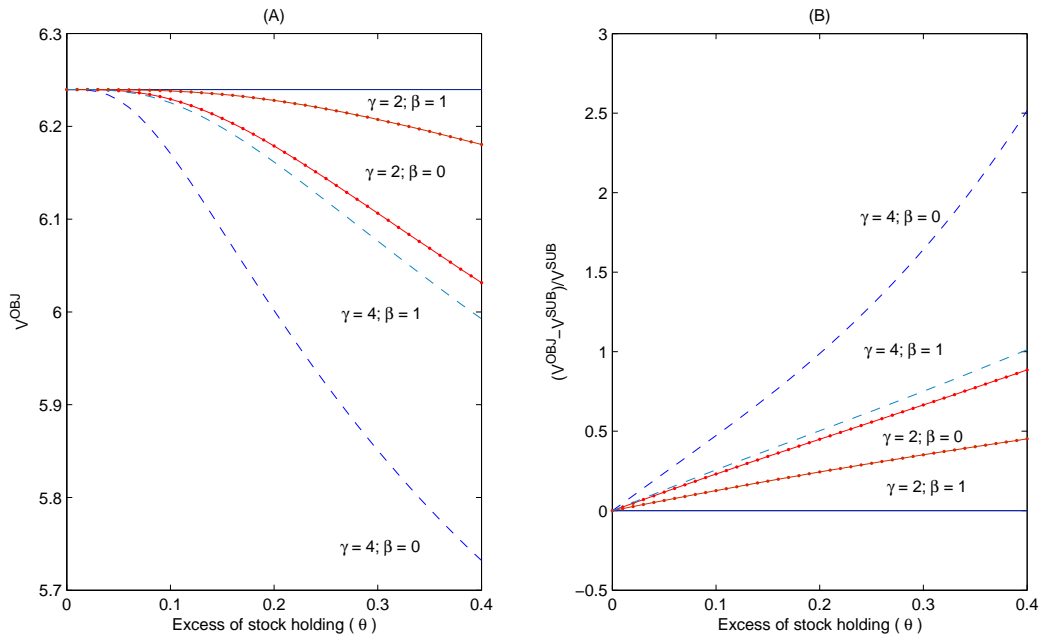 (A)
6.3
6.2
6.1
6
5.9
5.8
5.7
0
0.1
0.2
0.3
0.4
V^OBJ
Excess of stock holding ( θ )
γ = 2; β = 1
γ = 2; β = 0
γ = 4; β = 1
γ = 4; β = 0
(B)
3
2.5
2
1.5
1
0.5
0
−0.5
0
0.1
0.2
0.3
0.4
(V^OBJ_V^SUB)/V^SUB
Excess of stock holding ( θ )
γ = 4; β = 0
γ = 4; β = 1
γ = 2; β = 0
γ = 2; β = 1